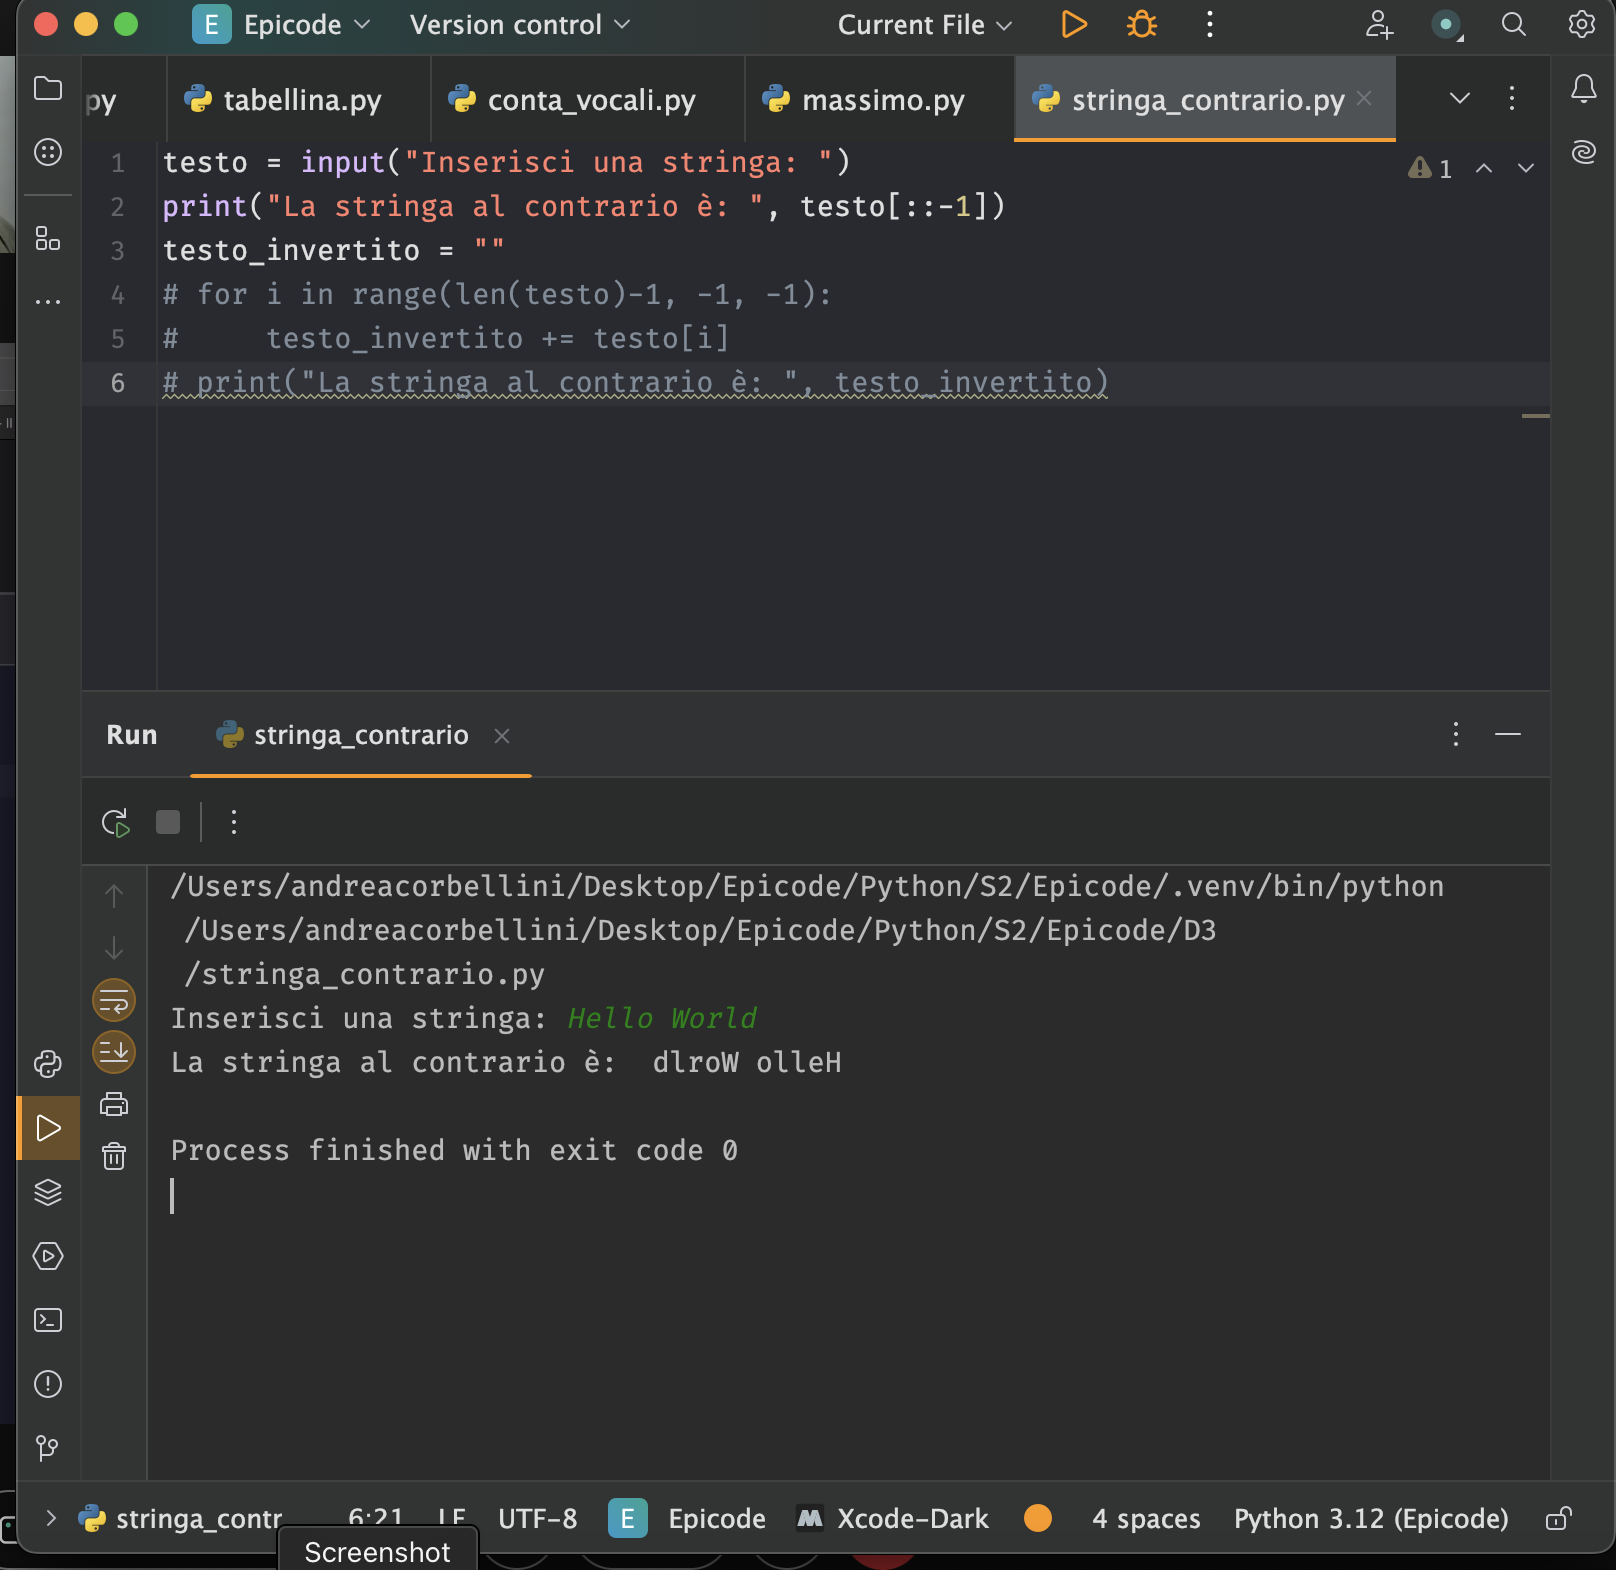 E Epicode Version control Current File
py tabellina.py conta_vocali.py massimo.py stringa_contrario.py
1 testo = input("Inserisci una stringa: ")
1
2 print("La stringa al contrario è: ", testo[::-1])
3 testo_invertito = ""
4 # for i in range(len(testo)-1, -1, -1):
5 #     testo_invertito += testo[i]
6 # print("La stringa al contrario è: ", testo_invertito)
Run stringa_contrario
/Users/andreacorbellini/Desktop/Epicode/Python/S2/Epicode/.venv/bin/python
/Users/andreacorbellini/Desktop/Epicode/Python/S2/Epicode/D3
/stringa_contrario.py
Inserisci una stringa: Hello World
La stringa al contrario è:  dlroW olleH
Process finished with exit code 0
stringa_contr 6:21 LF UTF-8 E Epicode Xcode-Dark 4 spaces Python 3.12 (Epicode)
Screenshot